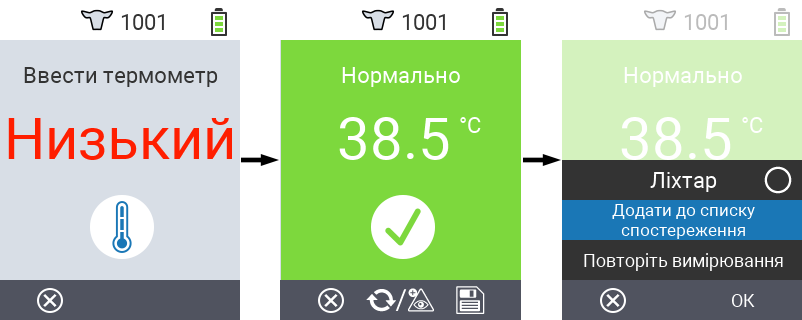 1001
Ввести термометр
Низький
1001
Нормально
38.5 °C
1001
Нормально
38.5 °C
Ліхтар
Додати до списку
спостереження
Повторіть вимірювання
OK